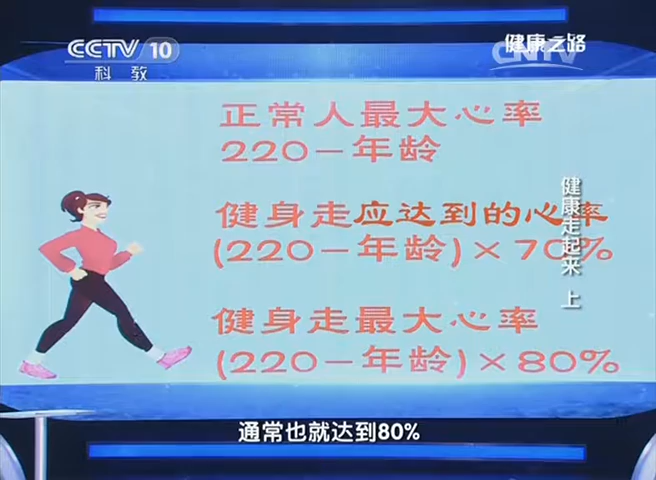 CCTV 10
科教
健康之路
CNTV
正常人最大心率
220-年龄
健身走应达到的心率
(220-年龄)×70%
健身走最大心率
(220-年龄)×80%
健康走起来 上
通常也就达到80%